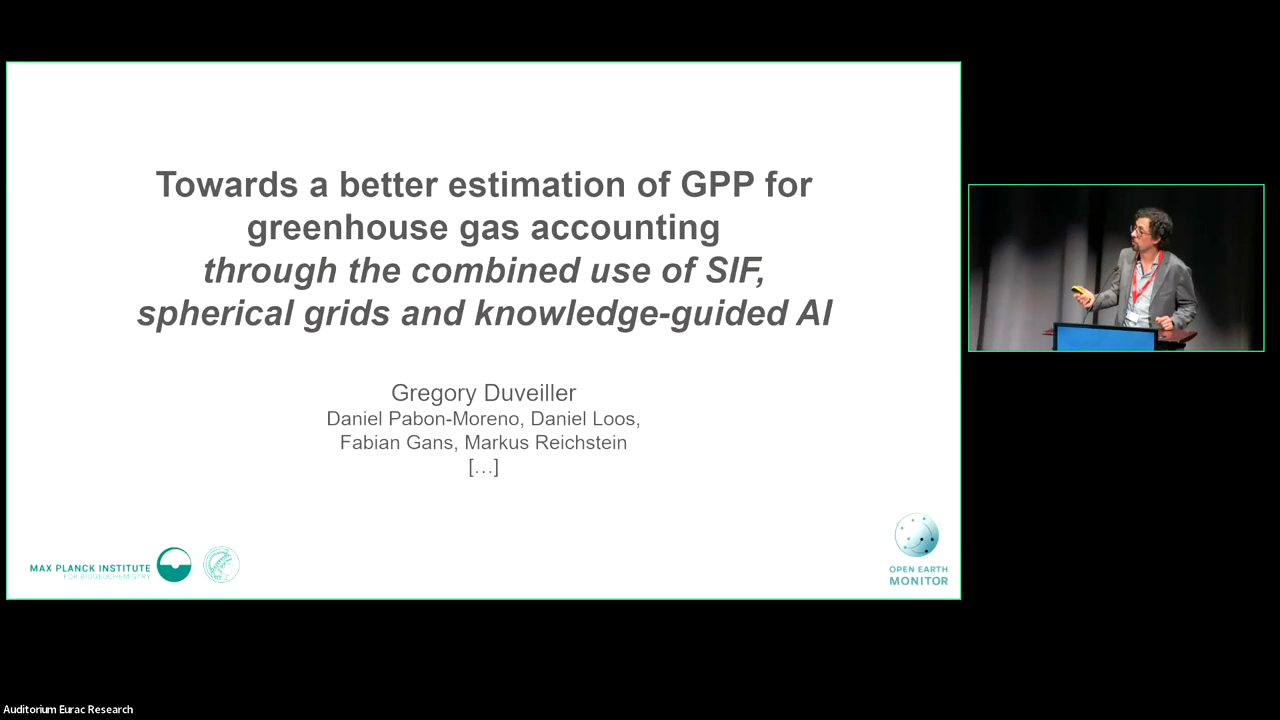 Towards a better estimation of GPP for
greenhouse gas accounting
through the combined use of SIF,
spherical grids and knowledge-guided AI
Gregory Duveiller
Daniel Pabon-Moreno, Daniel Loos,
Fabian Gans, Markus Reichstein
[…]
MAX PLANCK INSTITUTE
FOR BIOGEOCHEMISTRY
OPEN EARTH
MONITOR
Auditorium Eurac Research